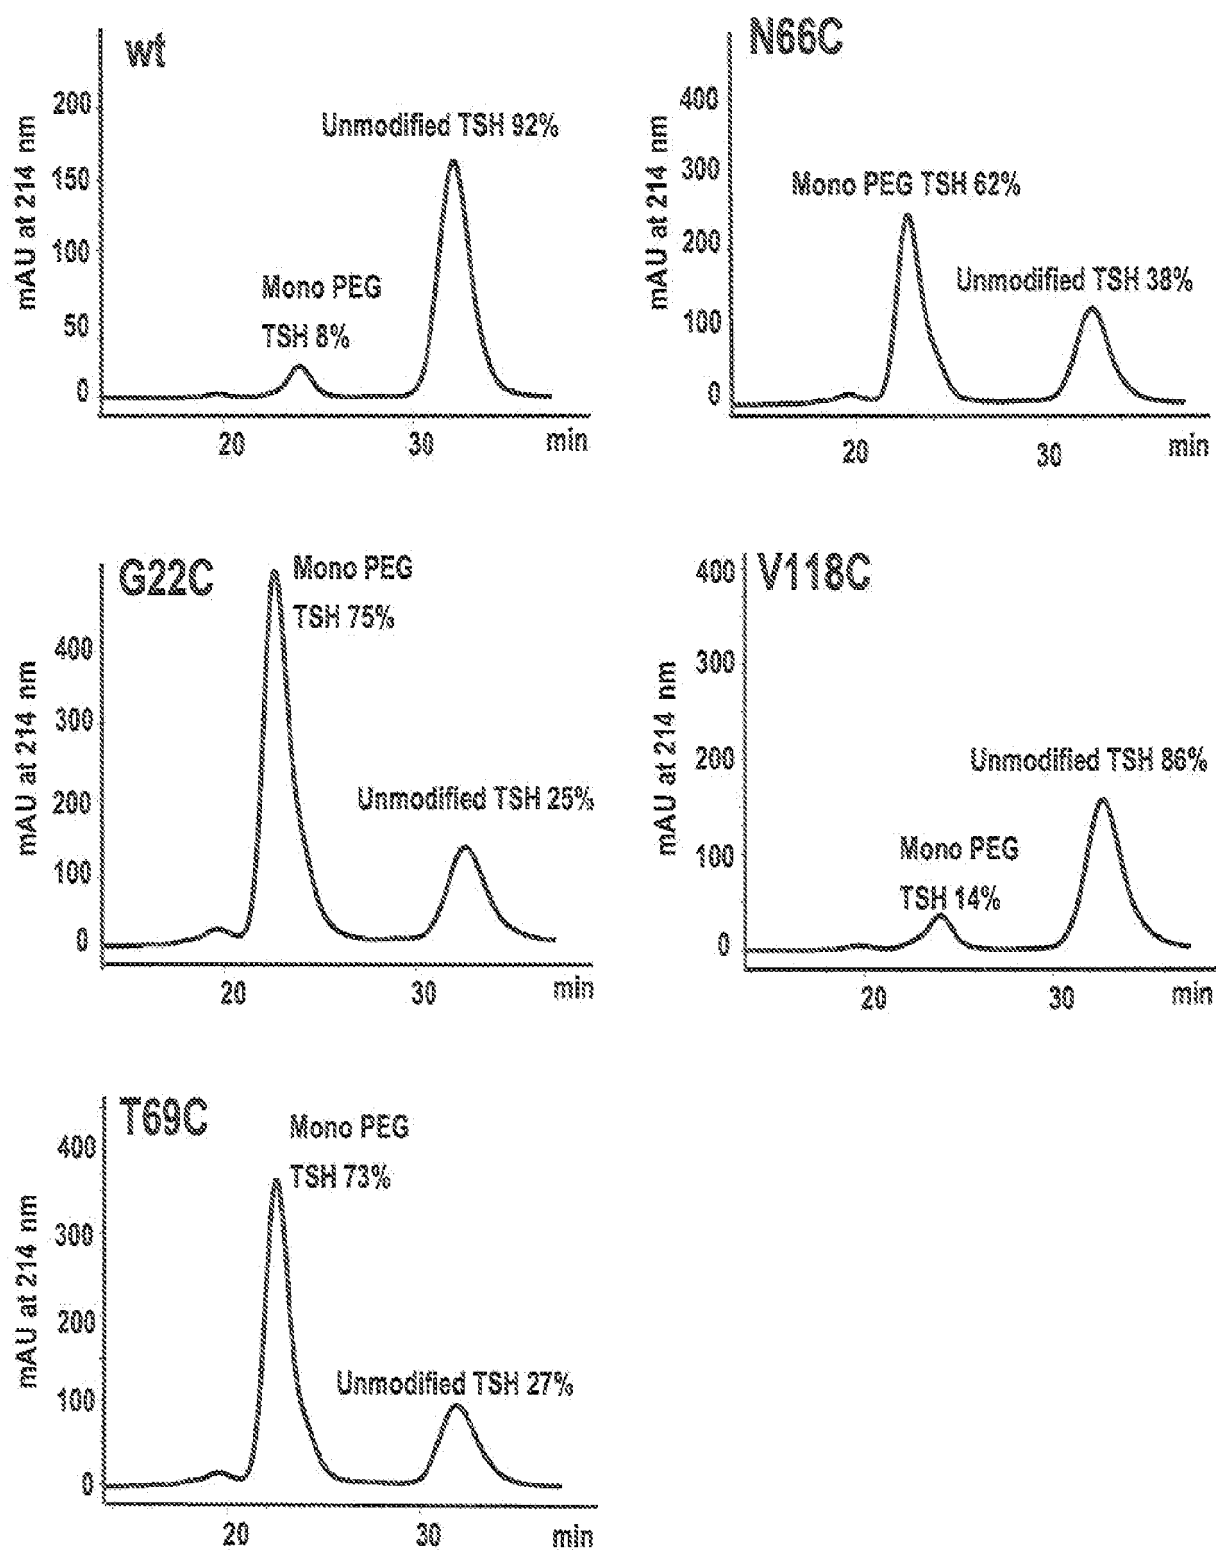 wt
mAU at 214 nm
200
150
100
50
0
Unmodified TSH 92%
Mono PEG
TSH 8%
20
30
min
N66C
mAU at 214 nm
400
300
200
100
0
Mono PEG TSH 62%
Unmodified TSH 38%
20
30
min
G22C
mAU at 214 nm
400
300
200
100
0
Mono PEG
TSH 75%
Unmodified TSH 25%
20
30
min
V118C
mAU at 214 nm
400
300
200
100
0
Unmodified TSH 86%
Mono PEG
TSH 14%
20
30
min
T69C
mAU at 214 nm
400
300
200
100
0
Mono PEG
TSH 73%
Unmodified TSH 27%
20
30
min